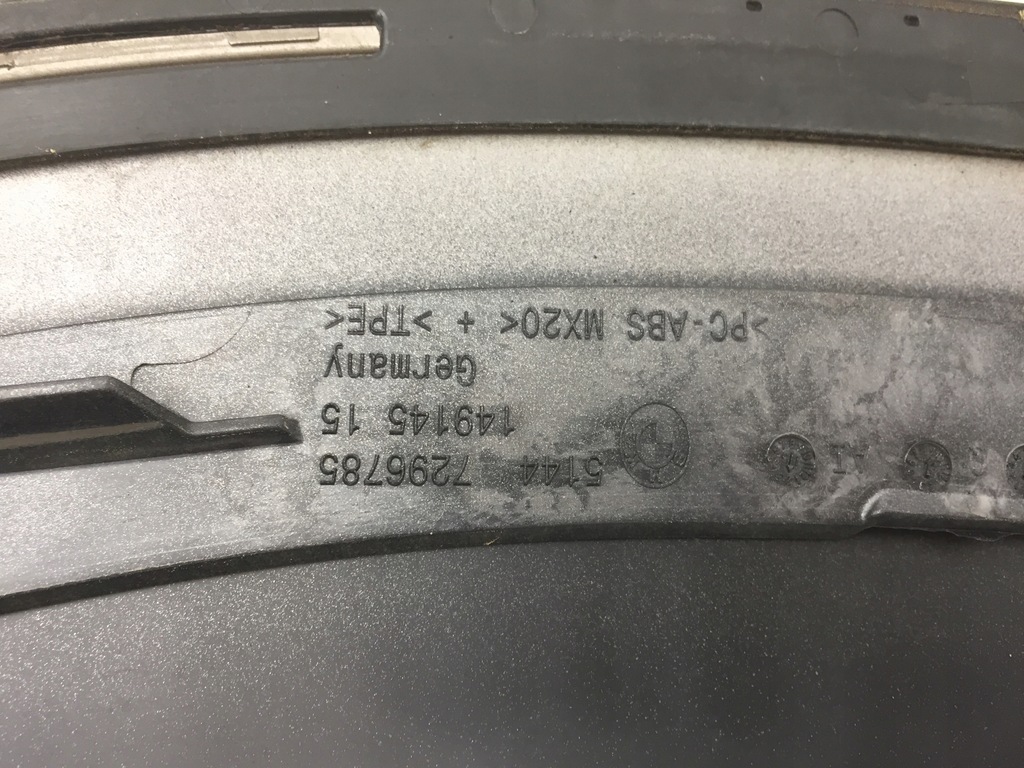 5144 7296785
149145 15
Germany
>PC-ABS MX20< + >TPE<